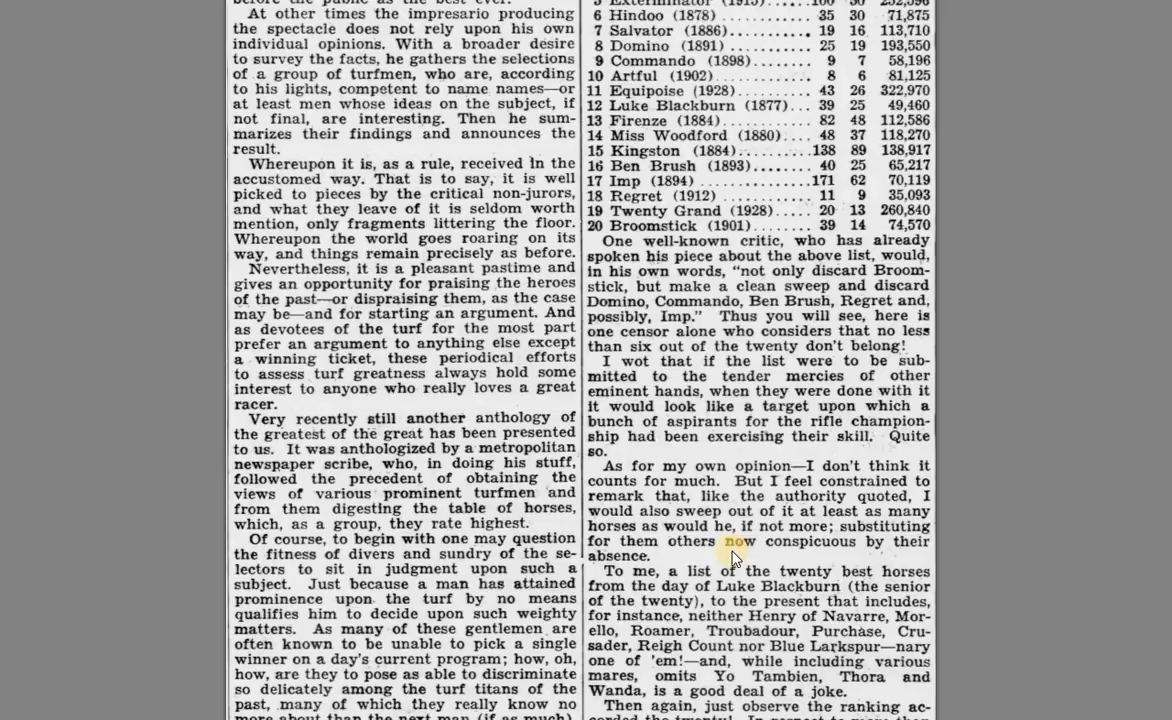 before the public as the best ever.
At other times the impresario producing
the spectacle does not rely upon his own
individual opinions. With a broader desire
to survey the facts, he gathers the selections
of a group of turfmen, who are, according
to his lights, competent to name names—or
at least men whose ideas on the subject, if
not final, are interesting. Then he sum-
marizes their findings and announces the
result.
Whereupon it is, as a rule, received in the
accustomed way. That is to say, it is well
picked to pieces by the critical non-jurors,
and what they leave of it is seldom worth
mention, only fragments littering the floor.
Whereupon the world goes roaring on its
way, and things remain precisely as before.
Nevertheless, it is a pleasant pastime and
gives an opportunity for praising the heroes
of the past—or dispraising them, as the case
may be—and for starting an argument. And
as devotees of the turf for the most part
prefer an argument to anything else except
a winning ticket, these periodical efforts
to assess turf greatness always hold some
interest to anyone who really loves a great
racer.
Very recently still another anthology of
the greatest of the great has been presented
to us. It was anthologized by a metropolitan
newspaper scribe, who, in doing his stuff,
followed the precedent of obtaining the
views of various prominent turfmen and
from them digesting the table of horses,
which, as a group, they rate highest.
Of course, to begin with one may question
the fitness of divers and sundry of the se-
lectors to sit in judgment upon such a
subject. Just because a man has attained
prominence upon the turf by no means
qualifies him to decide upon such weighty
matters. As many of these gentlemen are
often known to be unable to pick a single
winner on a day's current program; how, oh,
how, are they to pose as able to discriminate
so delicately among the turf titans of the
past, many of which they really know no
more about than the next man (if as much)
5 Exterminator (1915)......100 50 252,596
6 Hindoo (1878) 35 30 71,875
7 Salvator (1886)........... 19 16 113,710
8 Domino (1891) 25 19 193,550
9 Commando (1898)........ 9 7 58,196
10 Artful (1902) .............. 8 6 81,125
11 Equipoise (1928)......... 43 26 322,970
12 Luke Blackburn (1877)... 39 25 49,460
13 Firenze (1884)............ 82 48 112,586
14 Miss Woodford (1880).... 48 37 118,270
15 Kingston (1884)..........138 89 138,917
16 Ben Brush (1893)........ 40 25 65,217
17 Imp (1894) ..............171 62 70,119
18 Regret (1912) ............ 11 9 35,093
19 Twenty Grand (1928)..... 20 13 260,840
20 Broomstick (1901)........ 39 14 74,570
One well-known critic, who has already
spoken his piece about the above list, would,
in his own words, "not only discard Broom-
stick, but make a clean sweep and discard
Domino, Commando, Ben Brush, Regret and,
possibly, Imp." Thus you will see, here is
one censor alone who considers that no less
than six out of the twenty don't belong!
I wot that if the list were to be sub-
mitted to the tender mercies of other
eminent hands, when they were done with it
it would look like a target upon which a
bunch of aspirants for the rifle champion-
ship had been exercising their skill. Quite
so.
As for my own opinion—I don't think it
counts for much. But I feel constrained to
remark that, like the authority quoted, I
would also sweep out of it at least as many
horses as would he, if not more; substituting
for them others now conspicuous by their
absence.
To me, a list of the twenty best horses
from the day of Luke Blackburn (the senior
of the twenty), to the present that includes,
for instance, neither Henry of Navarre, Mor-
ello, Roamer, Troubadour, Purchase, Cru-
sader, Reigh Count nor Blue Larkspur—nary
one of 'em!—and, while including various
mares, omits Yo Tambien, Thora and
Wanda, is a good deal of a joke.
Then again, just observe the ranking ac-
corded the twenty! In respect to more than